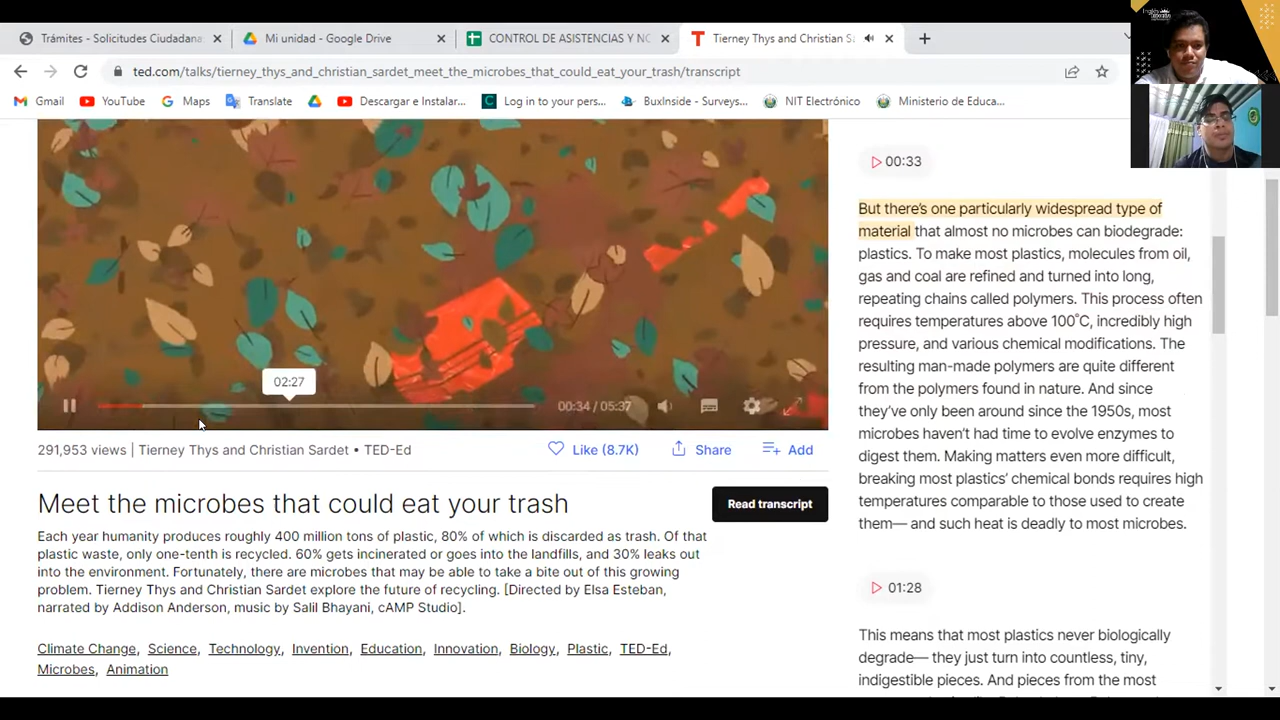 Trámites - Solicitudes Ciudadana
Mi unidad - Google Drive
CONTROL DE ASISTENCIAS Y NO
Tierney Thys and Christian Sa
ted.com/talks/tierney_thys_and_christian_sardet_meet_the_microbes_that_could_eat_your_trash/transcript
Gmail
YouTube
Maps
Translate
Descargar e Instalar...
Log in to your pers...
BuxInside - Surveys...
NIT Electrónico
Ministerio de Educa...
02:27
00:34 / 05:37
291,953 views | Tierney Thys and Christian Sardet • TED-Ed
Like (8.7K)
Share
Add
Meet the microbes that could eat your trash
Read transcript
Each year humanity produces roughly 400 million tons of plastic, 80% of which is discarded as trash. Of that
plastic waste, only one-tenth is recycled. 60% gets incinerated or goes into the landfills, and 30% leaks out
into the environment. Fortunately, there are microbes that may be able to take a bite out of this growing
problem. Tierney Thys and Christian Sardet explore the future of recycling. [Directed by Elsa Esteban,
narrated by Addison Anderson, music by Salil Bhayani, cAMP Studio].
Climate Change, Science, Technology, Invention, Education, Innovation, Biology, Plastic, TED-Ed,
Microbes, Animation
00:33
But there's one particularly widespread type of
material that almost no microbes can biodegrade:
plastics. To make most plastics, molecules from oil,
gas and coal are refined and turned into long,
repeating chains called polymers. This process often
requires temperatures above 100˚C, incredibly high
pressure, and various chemical modifications. The
resulting man-made polymers are quite different
from the polymers found in nature. And since
they've only been around since the 1950s, most
microbes haven't had time to evolve enzymes to
digest them. Making matters even more difficult,
breaking most plastics' chemical bonds requires high
temperatures comparable to those used to create
them— and such heat is deadly to most microbes.
01:28
This means that most plastics never biologically
degrade— they just turn into countless, tiny,
indigestible pieces. And pieces from the most